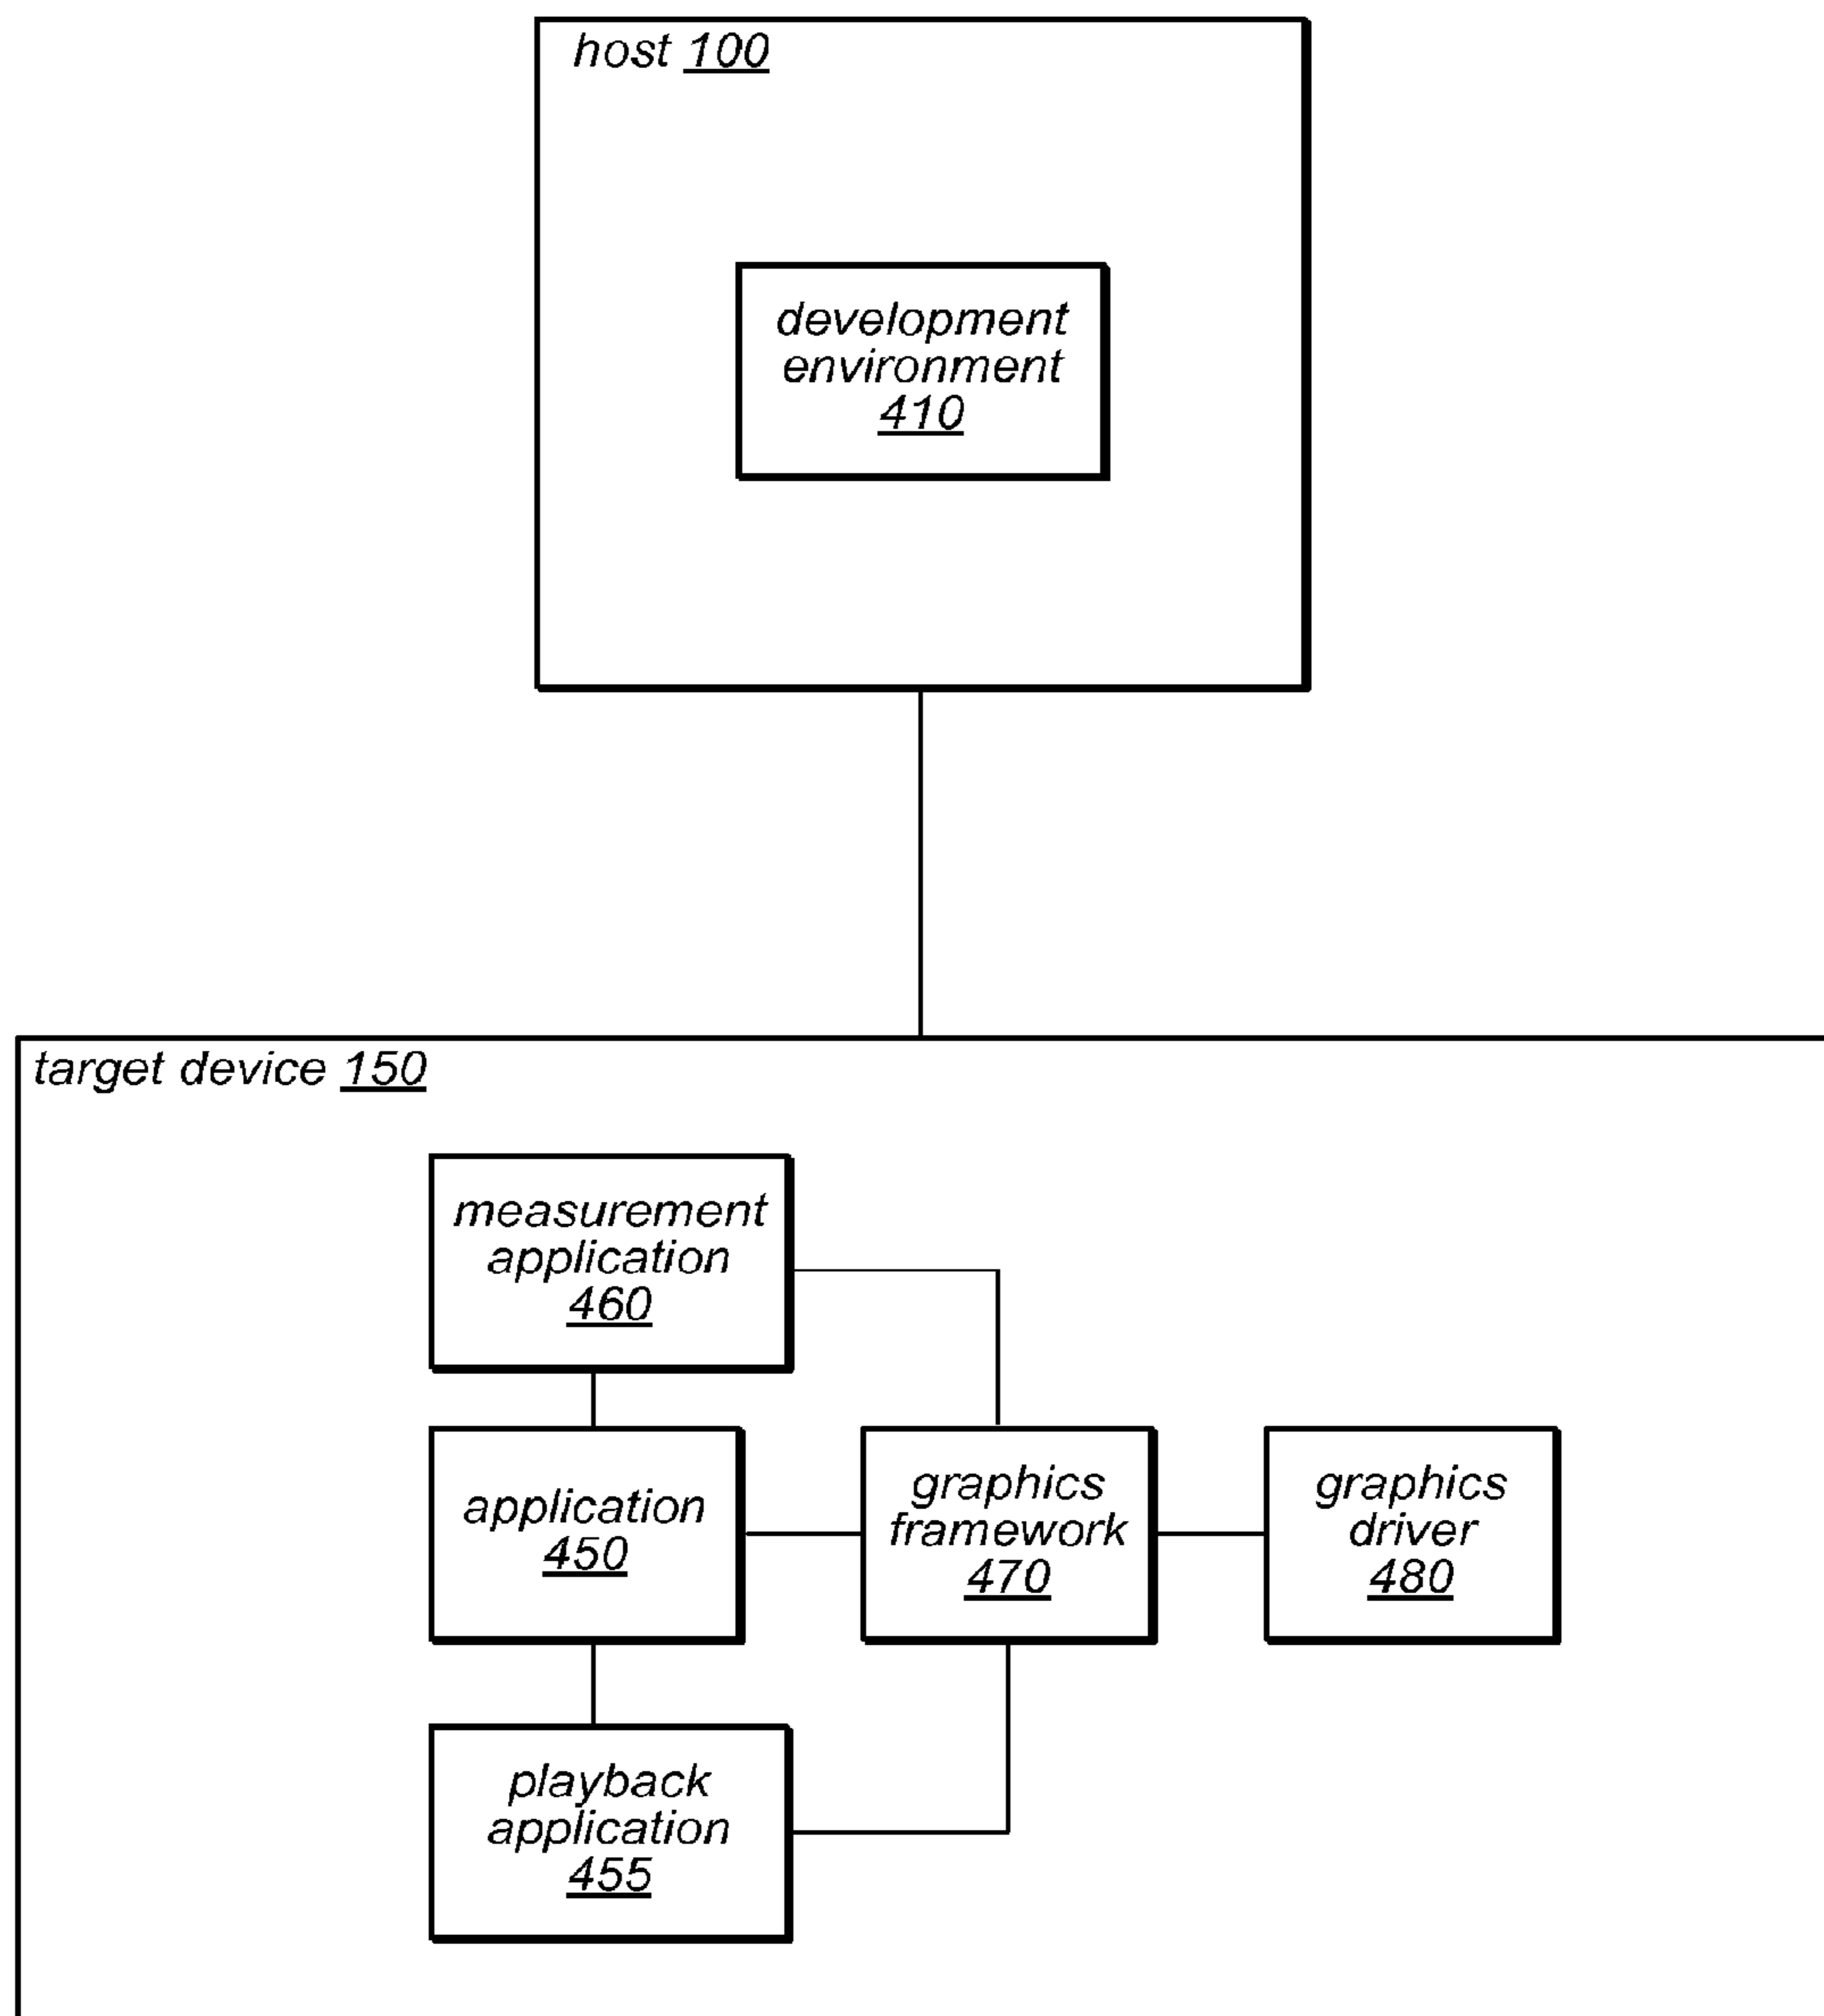 host 100
development
environment
410
target device 150
measurement
application
460
application
450
graphics
framework
470
graphics
driver
480
playback
application
455